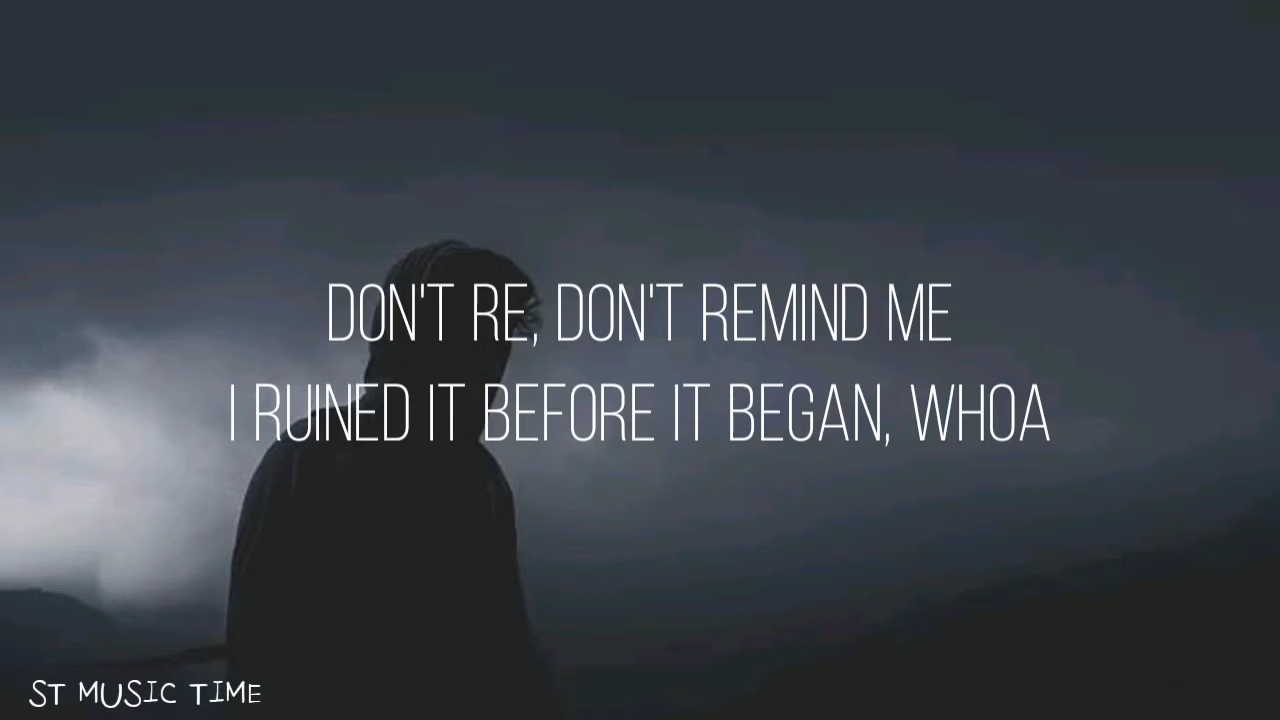 DON'T RE, DON'T REMIND ME
I RUINED IT BEFORE IT BEGAN, WHOA
ST MUSIC TIME